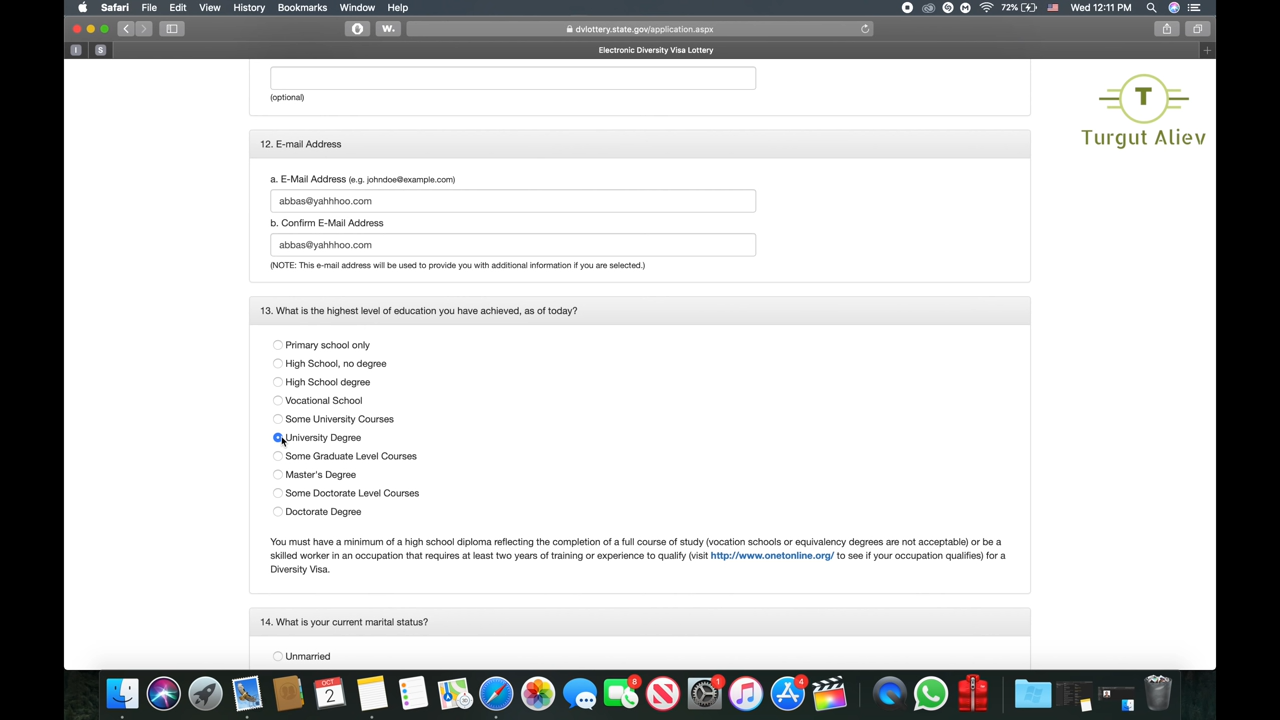 Safari File Edit View History Bookmarks Window Help
72% Wed 12:11 PM
W.
dvlottery.state.gov/application.aspx
I S Electronic Diversity Visa Lottery
(optional)
T
Turgut Aliev
12. E-mail Address
a. E-Mail Address (e.g. johndoe@example.com)
abbas@yahhhoo.com
b. Confirm E-Mail Address
abbas@yahhhoo.com
(NOTE: This e-mail address will be used to provide you with additional information if you are selected.)
13. What is the highest level of education you have achieved, as of today?
Primary school only
High School, no degree
High School degree
Vocational School
Some University Courses
University Degree
Some Graduate Level Courses
Master's Degree
Some Doctorate Level Courses
Doctorate Degree
You must have a minimum of a high school diploma reflecting the completion of a full course of study (vocation schools or equivalency degrees are not acceptable) or be a
skilled worker in an occupation that requires at least two years of training or experience to qualify (visit http://www.onetonline.org/ to see if your occupation qualifies) for a
Diversity Visa.
14. What is your current marital status?
Unmarried
OCT
2
8
1
4